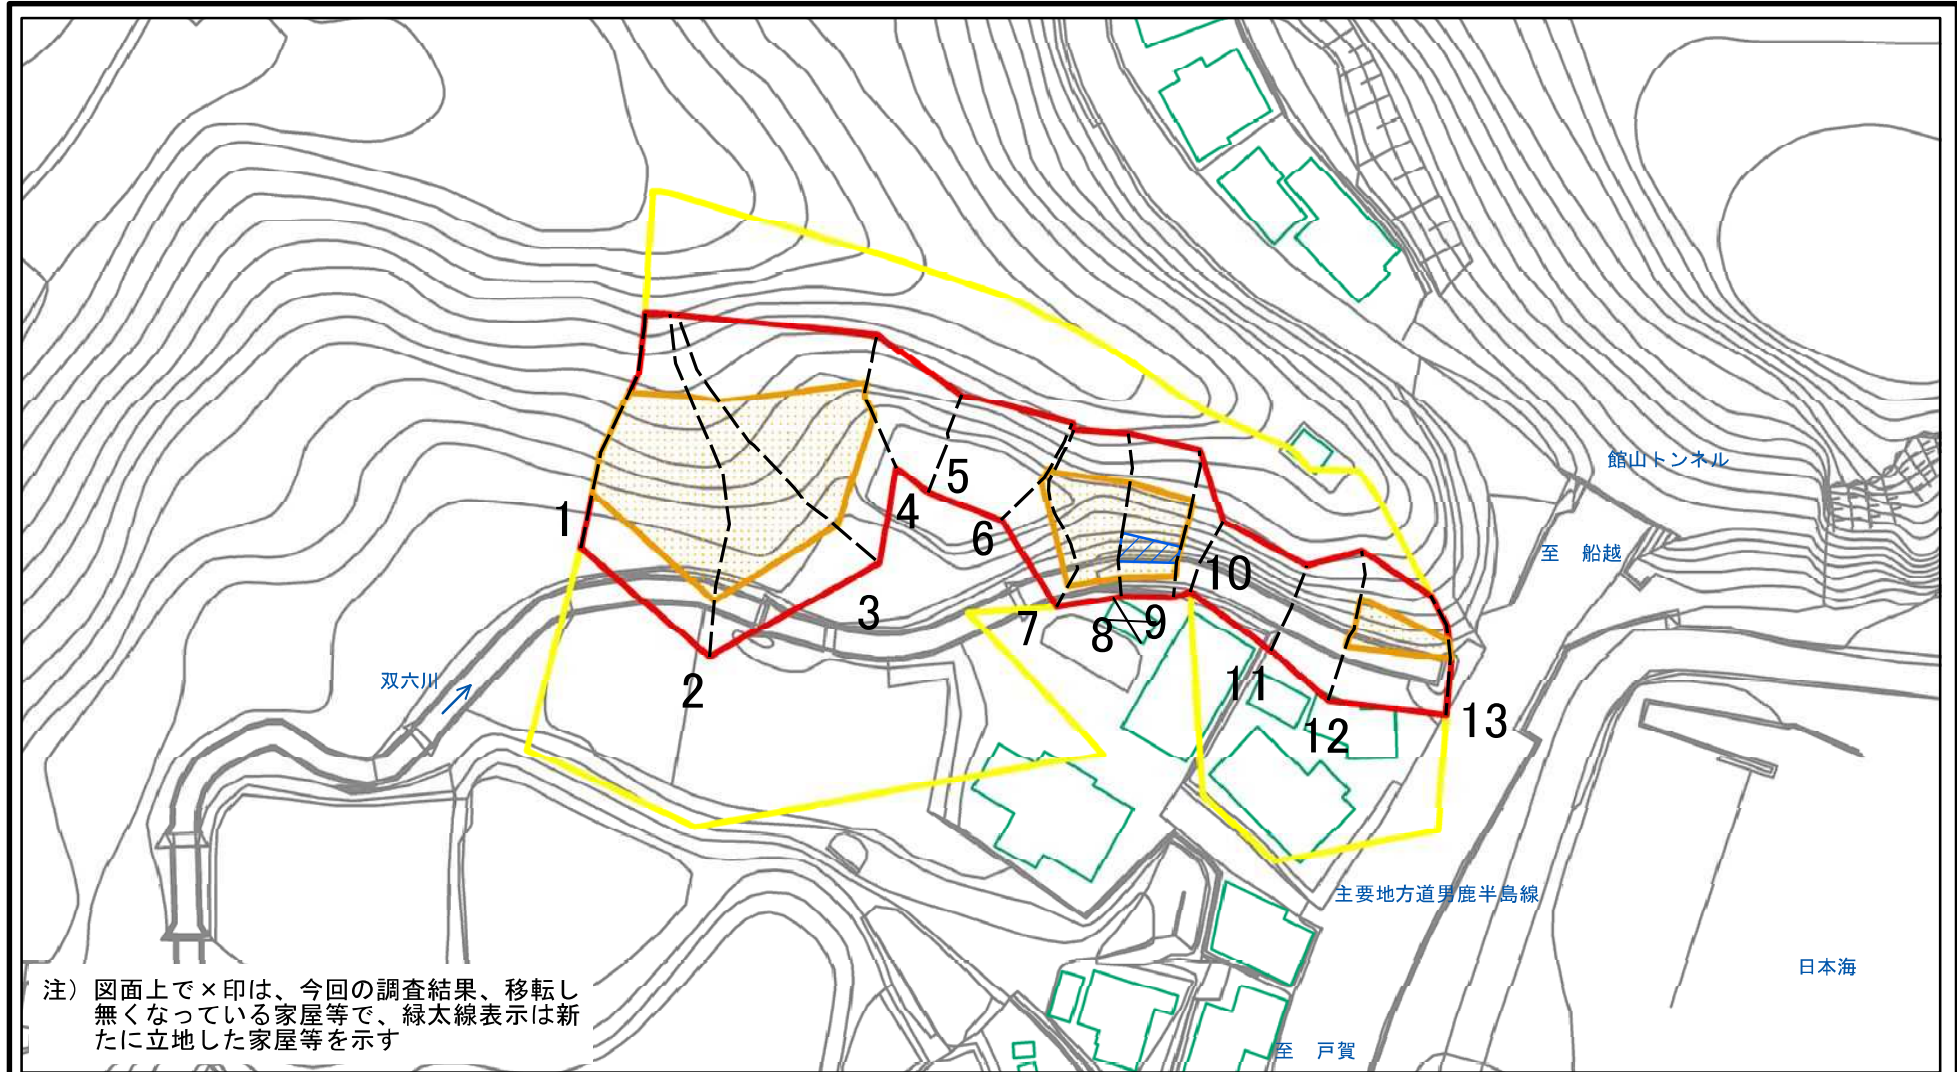 館山トンネル
1
5
4
6
至 船越
10
3
7
8
9
双六川
2
11
12
13
主要地方道男鹿半島線
日本海
注）図面上で×印は、今回の調査結果、移転し
無くなっている家屋等で、緑太線表示は新
たに立地した家屋等を示す
至 戸賀